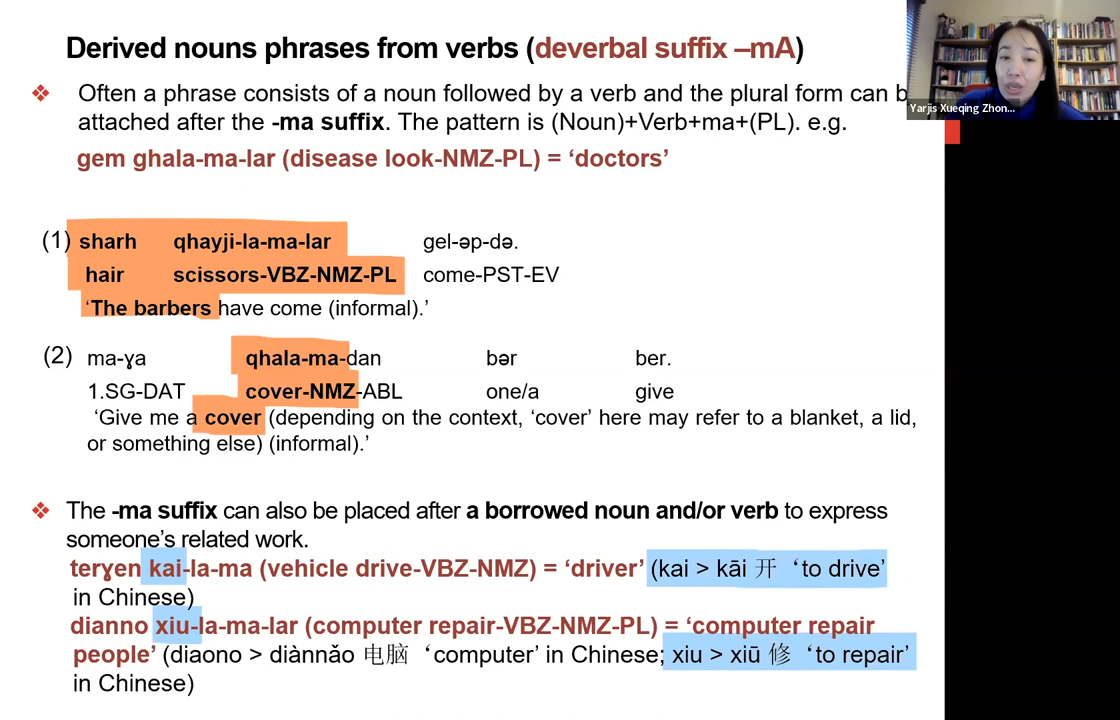 Derived nouns phrases from verbs (deverbal suffix –mA)
❖ Often a phrase consists of a noun followed by a verb and the plural form can b
attached after the -ma suffix. The pattern is (Noun)+Verb+ma+(PL). e.g.
gem ghala-ma-lar (disease look-NMZ-PL) = ‘doctors’
Yarjis Xueqing Zhon...
(1) sharh qhayji-la-ma-lar gel-əp-də.
hair scissors-VBZ-NMZ-PL come-PST-EV
‘The barbers have come (informal).’
(2) ma-ɣa qhala-ma-dan bər ber.
1.SG-DAT cover-NMZ-ABL one/a give
‘Give me a cover (depending on the context, ‘cover’ here may refer to a blanket, a lid,
or something else) (informal).’
❖ The -ma suffix can also be placed after a borrowed noun and/or verb to express
someone’s related work.
terɣen kai-la-ma (vehicle drive-VBZ-NMZ) = ‘driver’ (kai > kāi 开 ‘to drive’
in Chinese)
dianno xiu-la-ma-lar (computer repair-VBZ-NMZ-PL) = ‘computer repair
people’ (diaono > diànnǎo 电脑 ‘computer’ in Chinese; xiu > xiū 修 ‘to repair’
in Chinese)